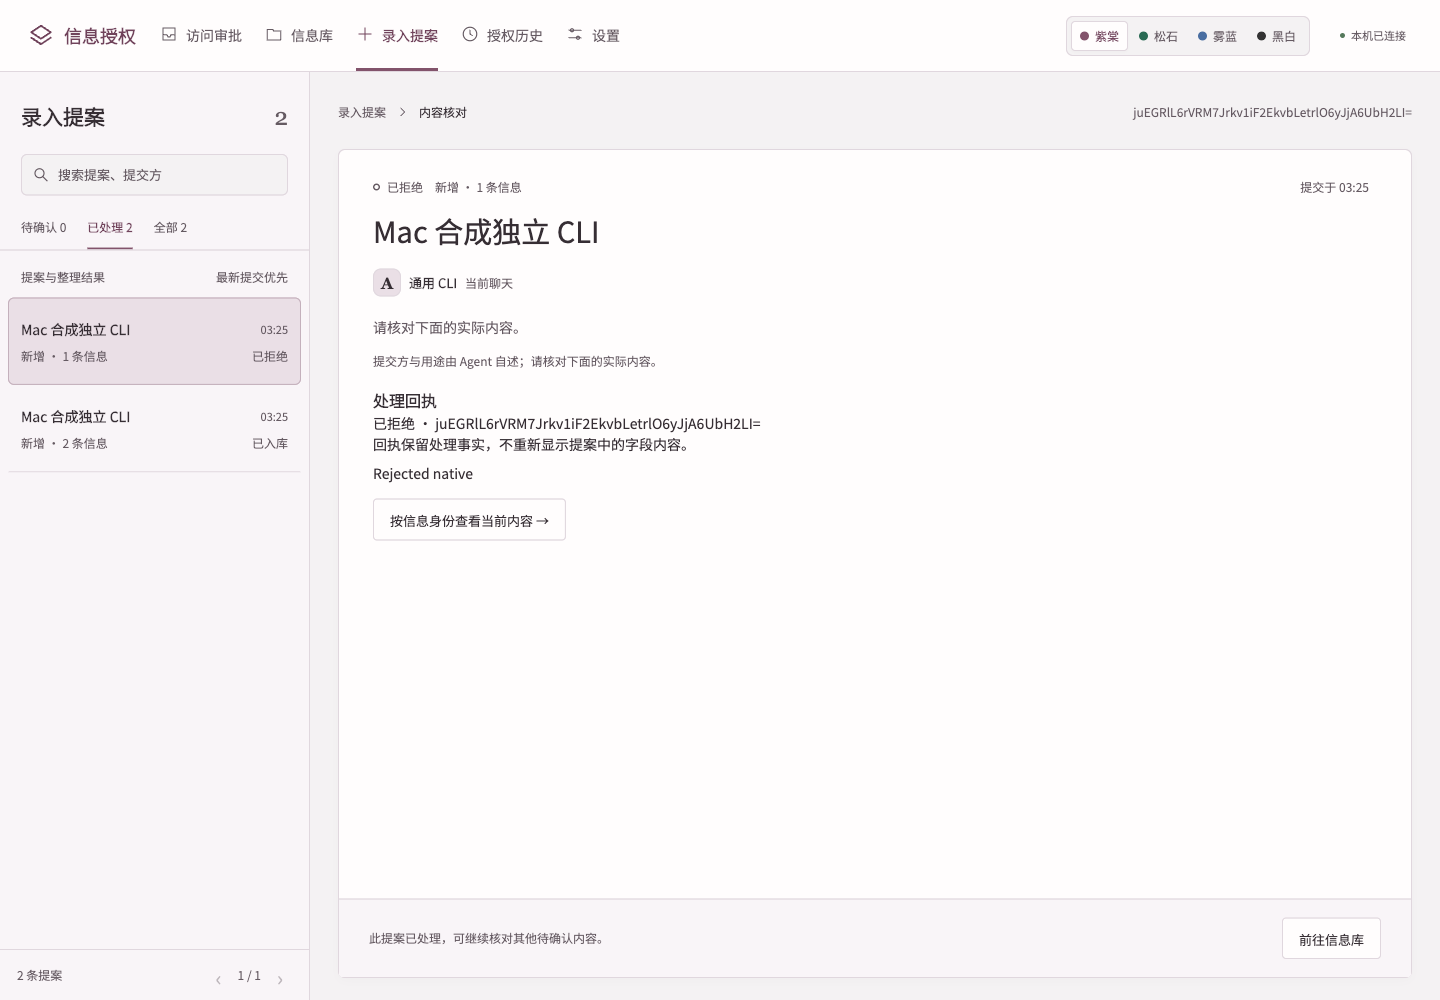 信息授权
访问审批
信息库
录入提案
授权历史
设置
紫棠
松石
雾蓝
黑白
本机已连接
录入提案 2
搜索提案、提交方
待确认 0 已处理 2 全部 2
提案与整理结果 最新提交优先
Mac 合成独立 CLI 03:25
新增 · 1 条信息 已拒绝
Mac 合成独立 CLI 03:25
新增 · 2 条信息 已入库
2 条提案 ‹ 1 / 1 ›
录入提案 > 内容核对
juEGRlL6rVRM7Jrkv1iF2EkvbLetrlO6yJjA6UbH2LI=
已拒绝 新增 · 1 条信息 提交于 03:25
Mac 合成独立 CLI
A 通用 CLI 当前聊天
请核对下面的实际内容。
提交方与用途由 Agent 自述；请核对下面的实际内容。
处理回执
已拒绝 · juEGRlL6rVRM7Jrkv1iF2EkvbLetrlO6yJjA6UbH2LI=
回执保留处理事实，不重新显示提案中的字段内容。
Rejected native
按信息身份查看当前内容 →
此提案已处理，可继续核对其他待确认内容。
前往信息库